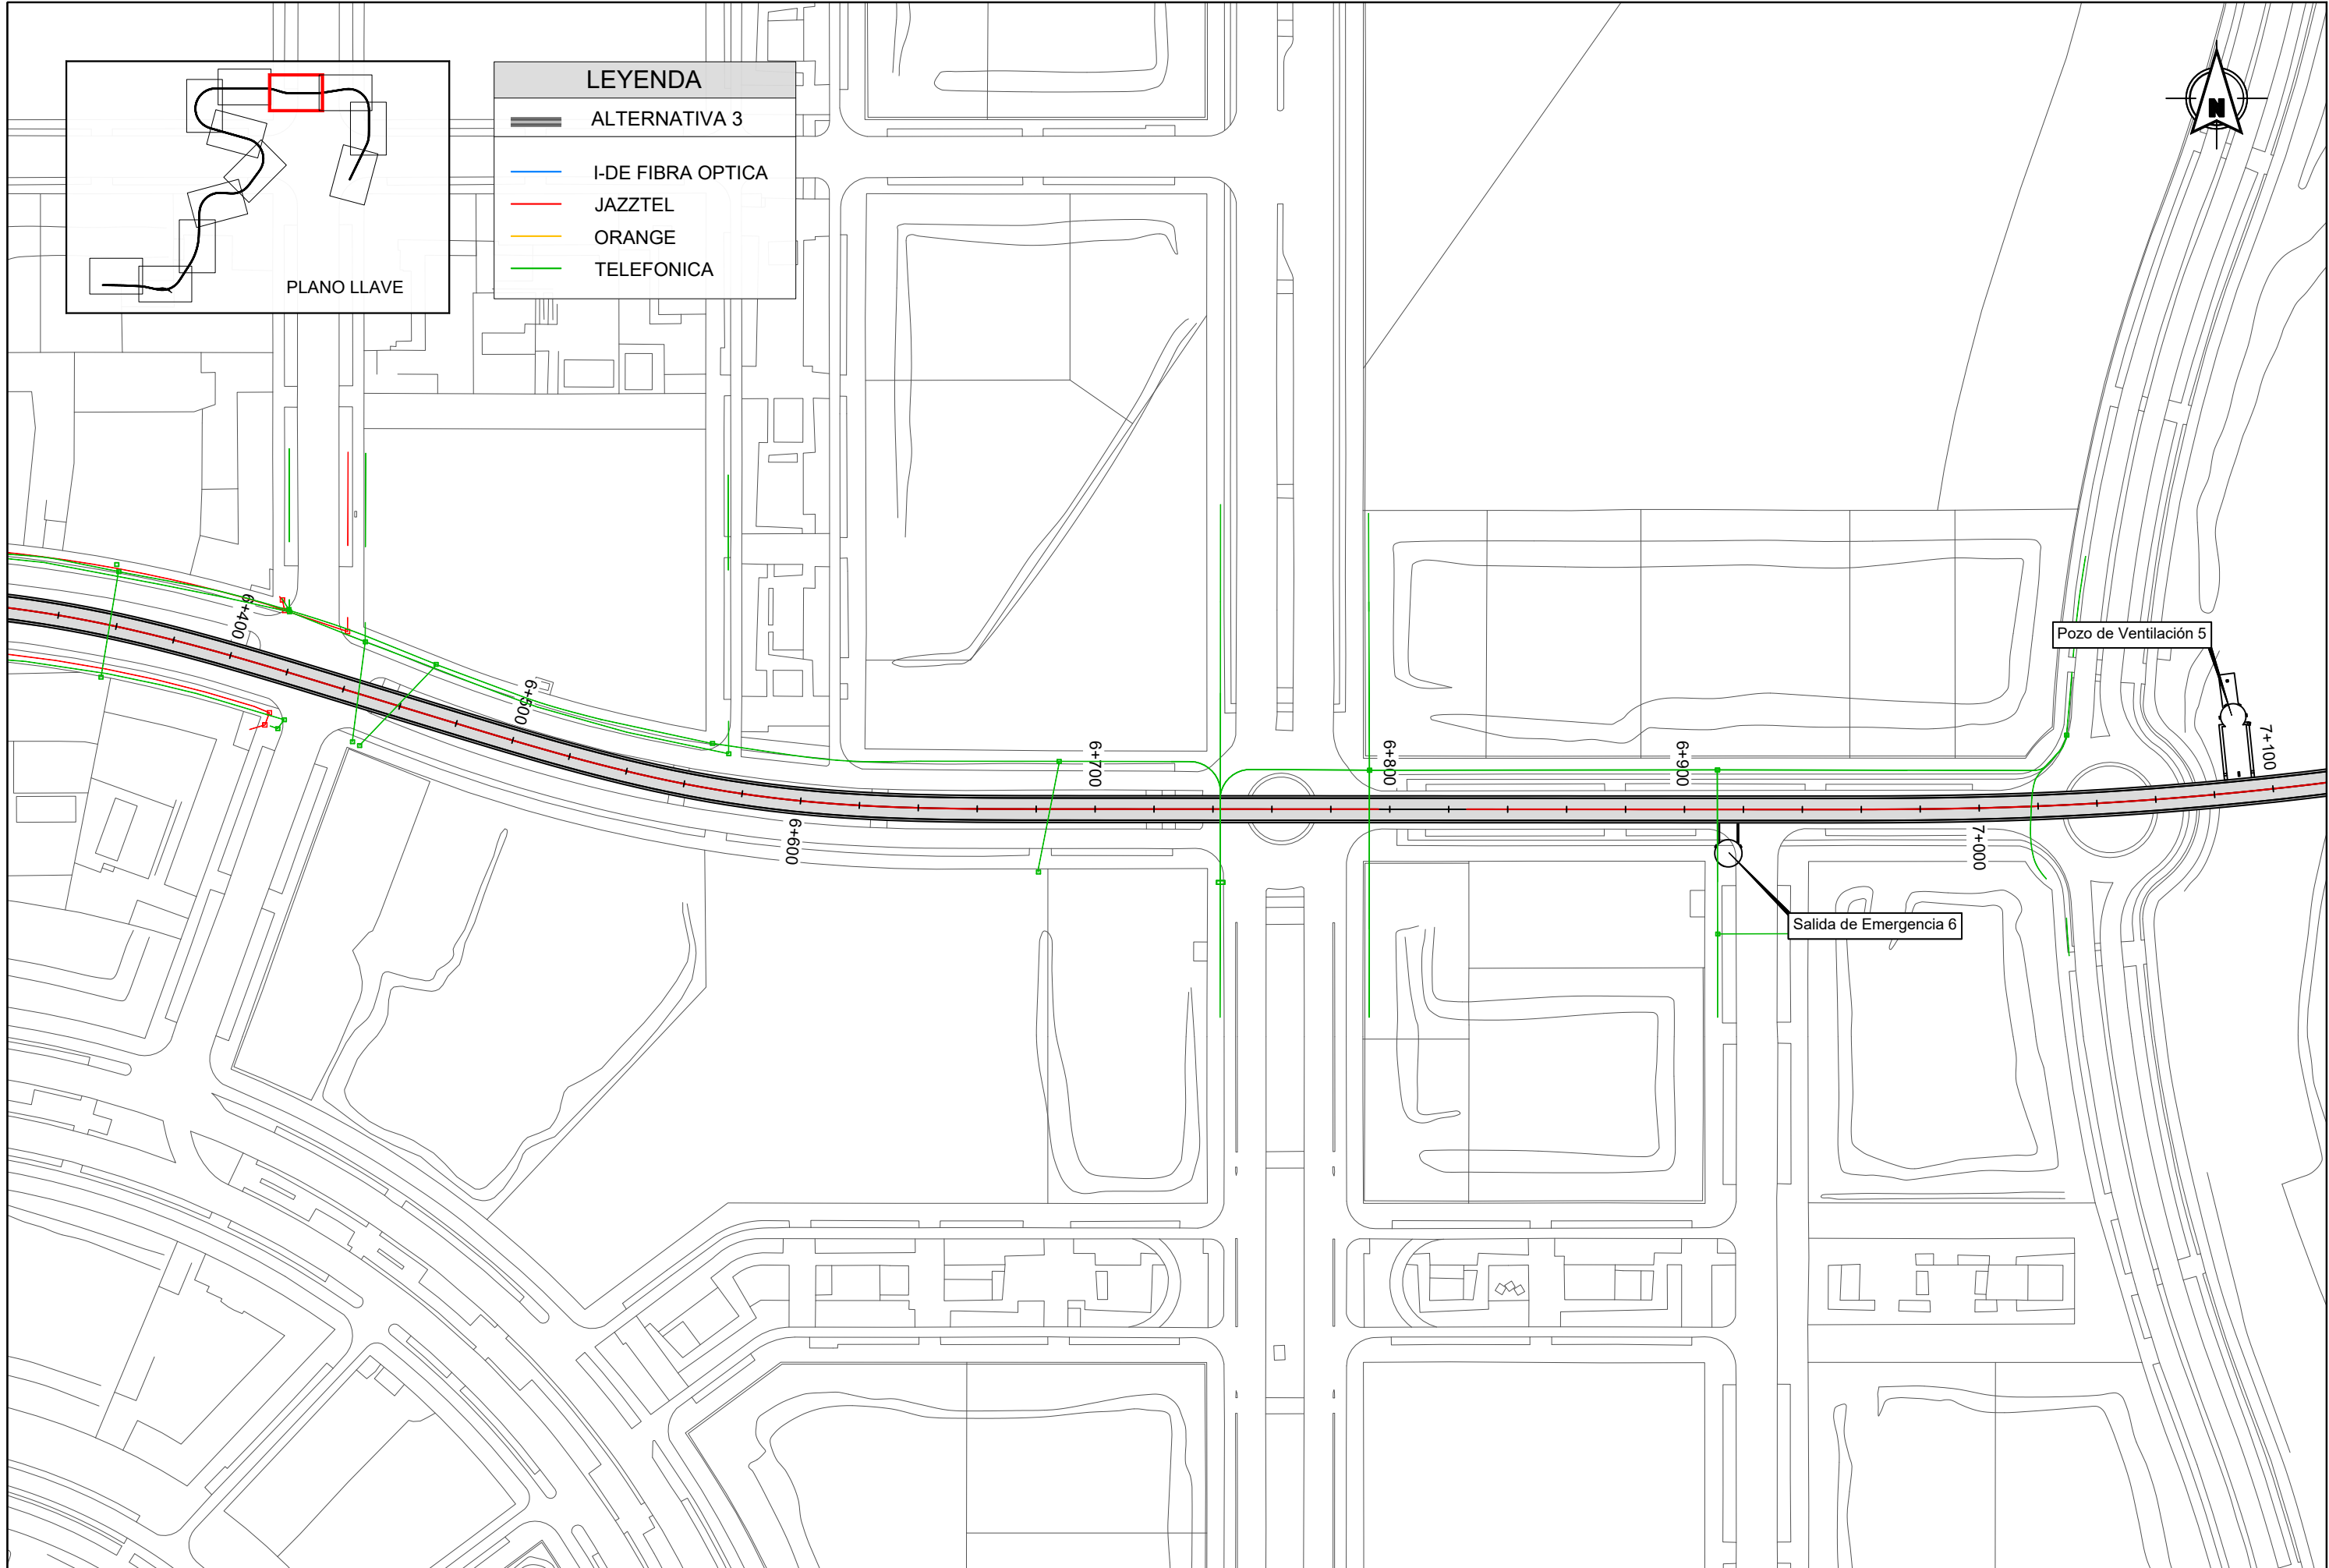 PLANO LLAVE
LEYENDA
ALTERNATIVA 3
I-DE FIBRA OPTICA
JAZZTEL
ORANGE
TELEFONICA
N
6+400
6+500
6+600
6+700
6+800
6+900
7+000
7+100
Pozo de Ventilación 5
Salida de Emergencia 6